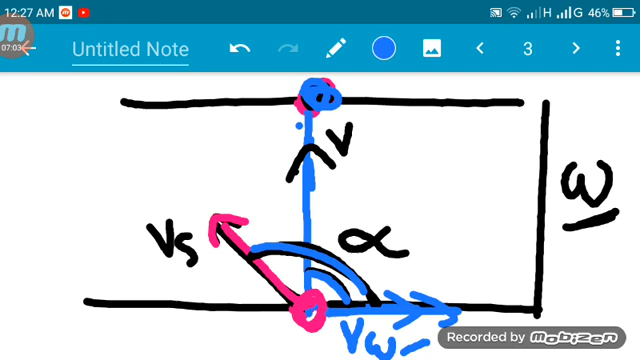 12:27 AM
H G 46%
M
07:03
Untitled Note
3
V
ω
Vs
α
Vw
Recorded by Mobizen